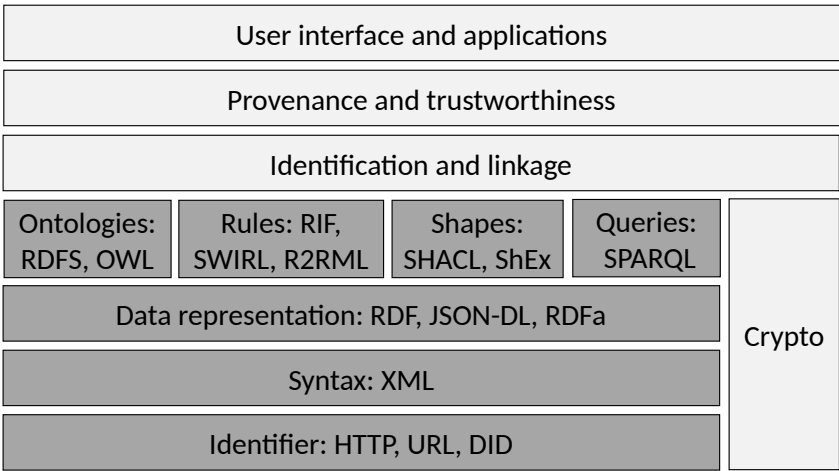 User interface and applications
Provenance and trustworthiness
Identification and linkage
Ontologies:
RDFS, OWL
Rules: RIF,
SWIRL, R2RML
Shapes:
SHACL, ShEx
Queries:
SPARQL
Data representation: RDF, JSON-DL, RDFa
Crypto
Syntax: XML
Identifier: HTTP, URL, DID